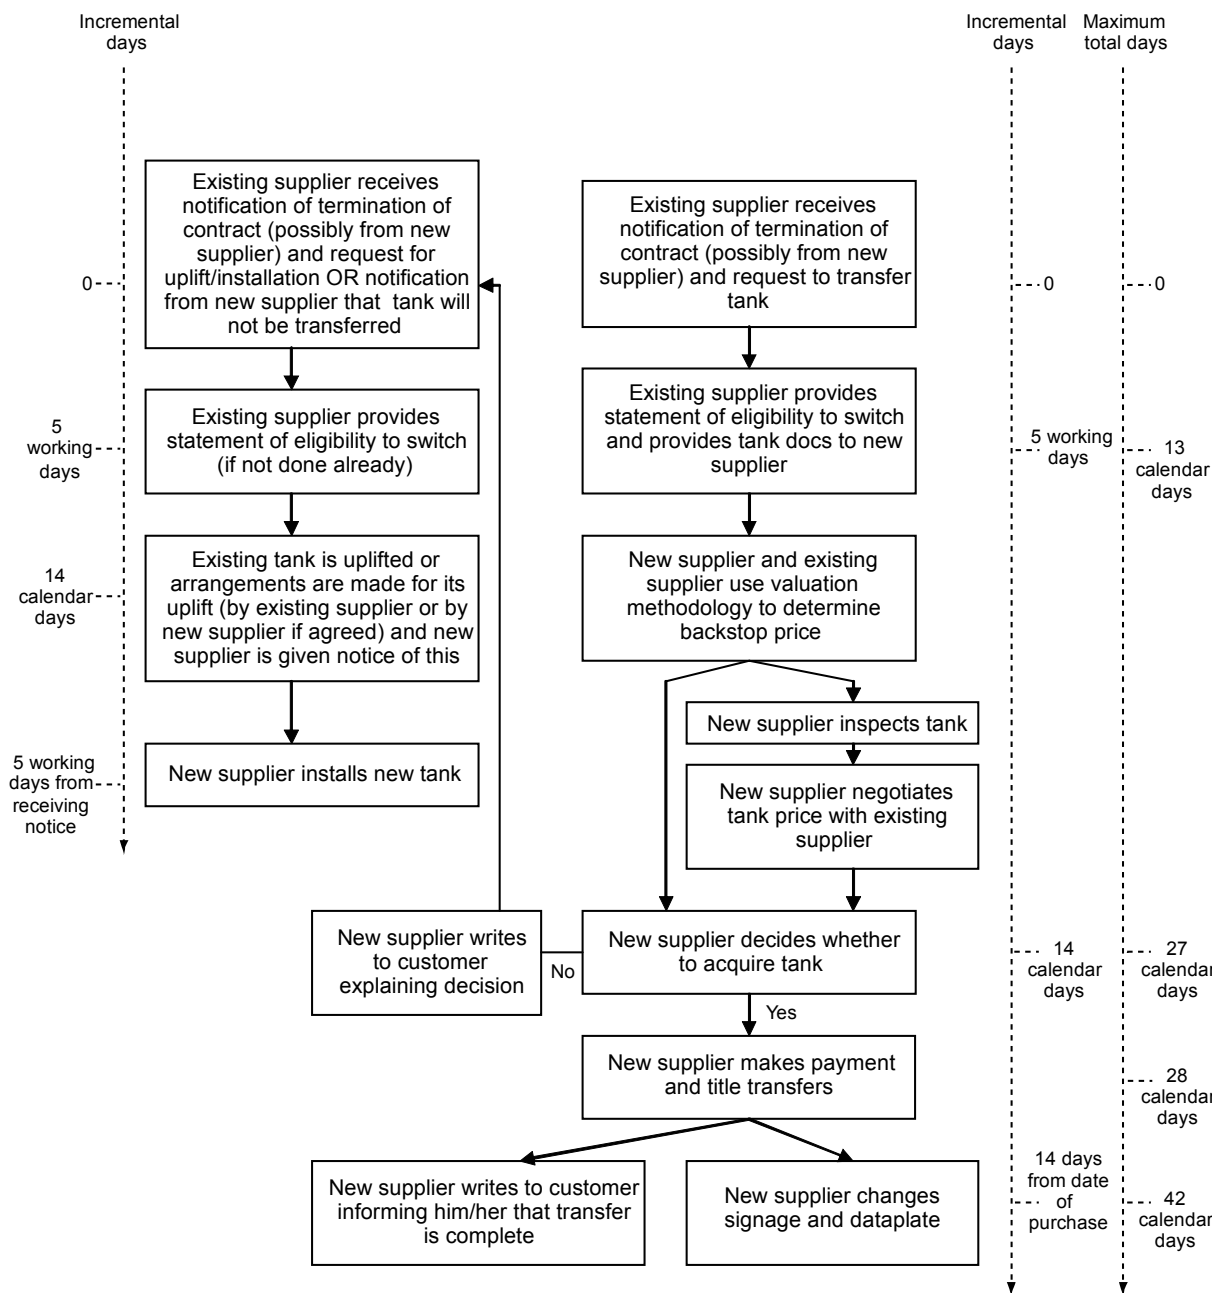 Incremental
days
Incremental
days
Maximum
total days
Existing supplier receives
notification of termination of
contract (possibly from new
supplier) and request for
uplift/installation OR notification
from new supplier that tank will
not be transferred
Existing supplier receives
notification of termination of
contract (possibly from new
supplier) and request to transfer
tank
0
0
0
Existing supplier provides
statement of eligibility to switch
(if not done already)
Existing supplier provides
statement of eligibility to switch
and provides tank docs to new
supplier
5
working
days
5 working
days
13
calendar
days
Existing tank is uplifted or
arrangements are made for its
uplift (by existing supplier or by
new supplier if agreed) and new
supplier is given notice of this
New supplier and existing
supplier use valuation
methodology to determine
backstop price
14
calendar
days
New supplier inspects tank
5 working
days from
receiving
notice
New supplier installs new tank
New supplier negotiates
tank price with existing
supplier
New supplier writes
to customer
explaining decision
No
New supplier decides whether
to acquire tank
14
calendar
days
27
calendar
days
Yes
New supplier makes payment
and title transfers
28
calendar
days
New supplier writes to customer
informing him/her that transfer
is complete
New supplier changes
signage and dataplate
14 days
from date
of
purchase
42
calendar
days